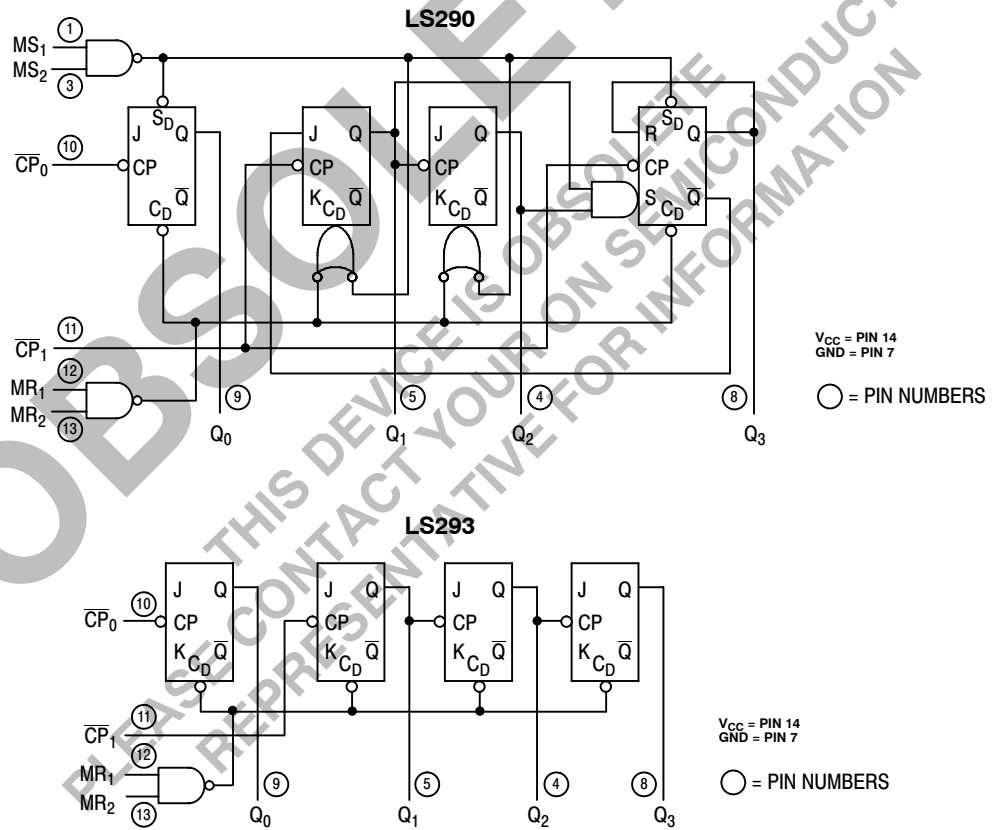 LS290
MS1
1
MS2
3
SD
J Q
CP0
10
CP
Q
CD
J Q
CP
K Q
CD
J Q
CP
K Q
CD
SD
R Q
CP
S Q
CD
CP1
11
MR1
12
MR2
13
9
5
4
8
Q0
Q1
Q2
Q3
VCC = PIN 14
GND = PIN 7
= PIN NUMBERS
OBSOLETE
THIS DEVICE IS OBSOLETE
PLEASE CONTACT YOUR ON SEMICONDUCT
REPRESENTATIVE FOR INFORMATION
LS293
J Q
CP0
10
CP
K Q
CD
J Q
CP
K Q
CD
J Q
CP
K Q
CD
J Q
CP
K Q
CD
CP1
11
MR1
12
MR2
13
9
5
4
8
Q0
Q1
Q2
Q3
VCC = PIN 14
GND = PIN 7
= PIN NUMBERS